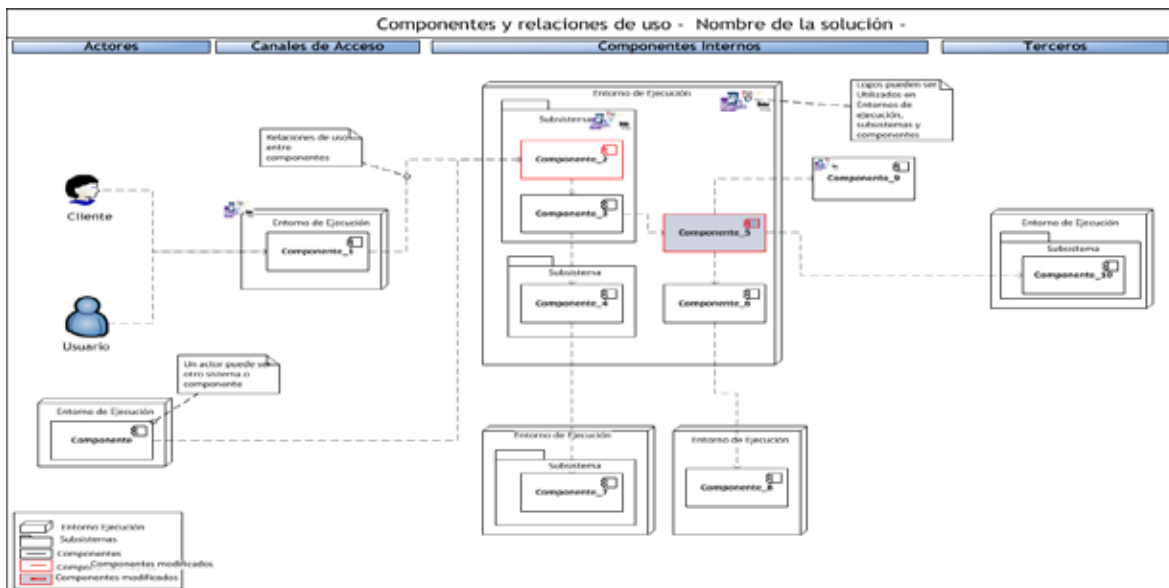 Componentes y relaciones de uso - Nombre de la solución -
Actores
Canales de Acceso
Componentes Internos
Terceros
Entorno de Ejecución
Logos pueden ser
Utilizados en
Entornos de
ejecución,
subsistemas y
componentes
Subsistema
Relaciones de uso
entre
componentes
Componente_2
Componente_9
Cliente
Componente_3
Entorno de Ejecución
Componente_1
Componente_5
Entorno de Ejecución
Subsistema
Componente_10
Subsistema
Componente_4
Componente_6
Usuario
Un actor puede ser
otro sistema o
componente
Entorno de Ejecución
Componente
Entorno de Ejecución
Subsistema
Componente_7
Entorno de Ejecución
Componente_8
Entorno Ejecución
Subsistemas
Componentes
Componentes modificados
Componentes modificados